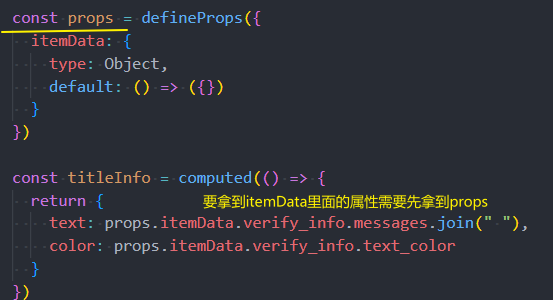 const props = defineProps({
  itemData: {
    type: Object,
    default: () => ({})
  }
})
const titleInfo = computed(() => {
  return {
要拿到itemData里面的属性需要先拿到props
    text: props.itemData.verify_info.messages.join(" "),
    color: props.itemData.verify_info.text_color
  }
})